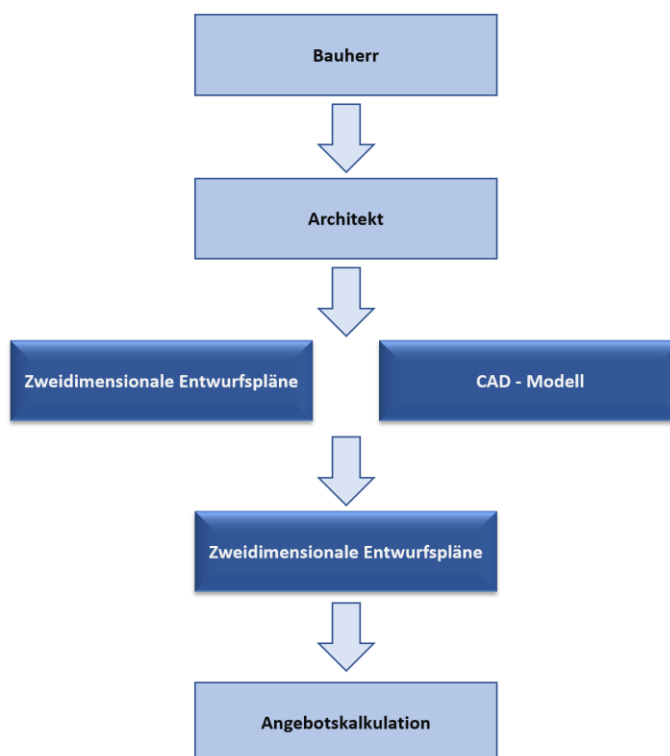 Bauherr
Architekt
Zweidimensionale Entwurfspläne
CAD - Modell
Zweidimensionale Entwurfspläne
Angebotskalkulation